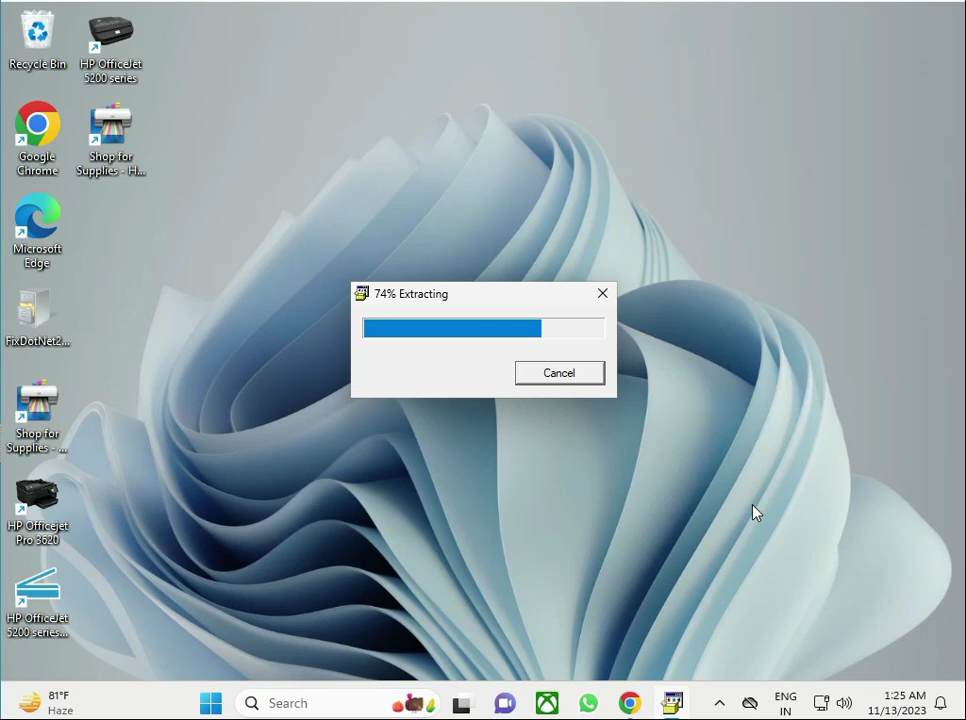 Recycle Bin
HP OfficeJet
5200 series
Google
Chrome
Shop for
Supplies - H...
Microsoft
Edge
FixDotNet2...
Shop for
Supplies - ...
HP Officejet
Pro 3620
HP OfficeJet
5200 series...
74% Extracting
Cancel
81°F
Haze
Search
ENG
IN
1:25 AM
11/13/2023